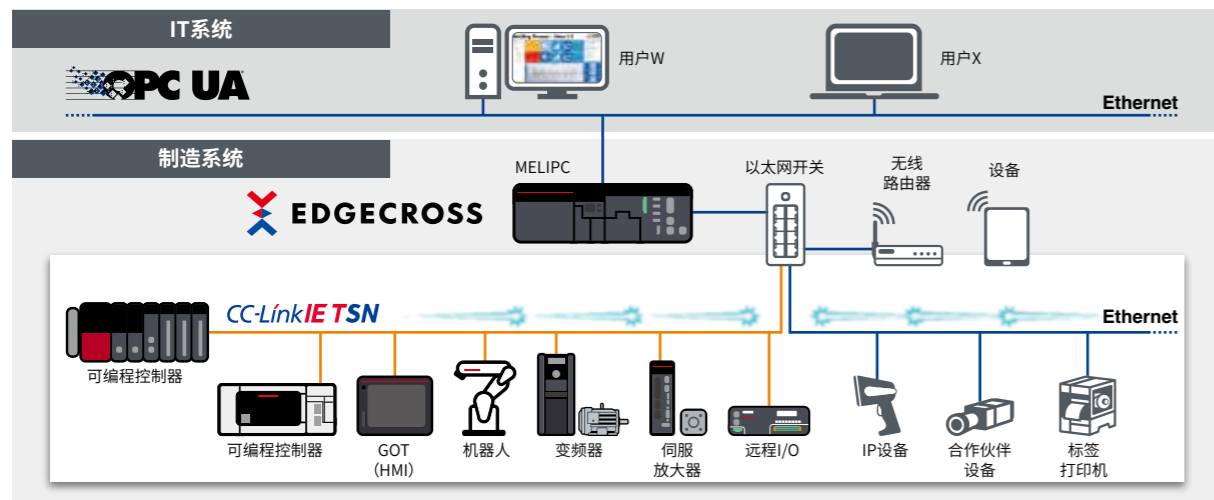 IT系统
OPC UA
用户W
用户X
Ethernet
制造系统
EDGECROSS
MELIPC
以太网开关
无线
路由器
设备
CC-Link IE TSN
Ethernet
可编程控制器
可编程控制器
GOT
（HMI）
机器人
变频器
伺服
放大器
远程I/O
IP设备
合作伙伴
设备
标签
打印机